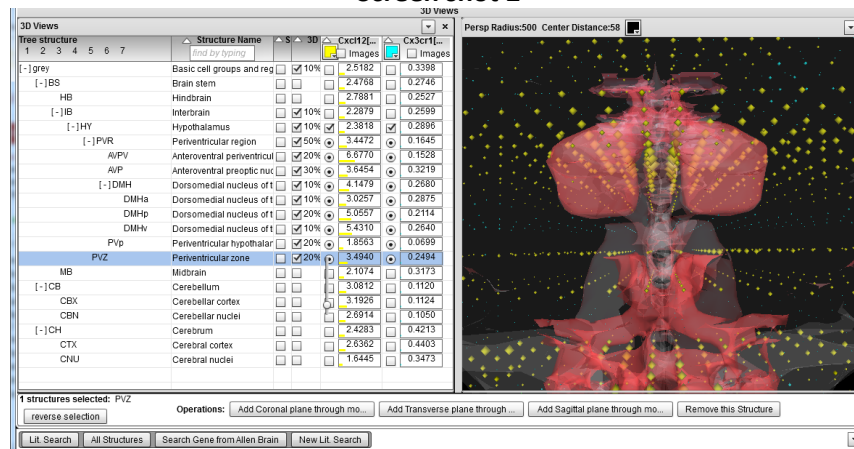 3D Views
3D Views
Persp Radius:500 Center Distance:58
Tree structure
1 2 3 4 5 6 7
Structure Name S 3D Cxcl12[... Cx3cr1[...
find by typing Images Images
[-]grey Basic cell groups and reg 10% 2.5182 0.3398
[-]BS Brain stem 2.4768 0.2746
HB Hindbrain 2.7881 0.2527
[-]IB Interbrain 10% 2.2879 0.2599
[-]HY Hypothalamus 10% 2.3818 0.2896
[-]PVR Periventricular region 50% 3.4472 0.1645
AVPV Anteroventral periventricul 20% 6.6770 0.1528
AVP Anteroventral preoptic nuc 30% 3.6454 0.3219
[-]DMH Dorsomedial nucleus of t 10% 4.1479 0.2680
DMHa Dorsomedial nucleus of t 10% 3.0257 0.2875
DMHp Dorsomedial nucleus of t 20% 5.0557 0.2114
DMHv Dorsomedial nucleus of t 10% 5.4310 0.2640
PVp Periventricular hypothalar 20% 1.8563 0.0699
PVZ Periventricular zone 20% 3.4940 0.2494
MB Midbrain 2.1074 0.3173
[-]CB Cerebellum 3.0812 0.1120
CBX Cerebellar cortex 3.1926 0.1124
CBN Cerebellar nuclei 2.6914 0.1050
[-]CH Cerebrum 2.4283 0.4213
CTX Cerebral cortex 2.6362 0.4403
CNU Cerebral nuclei 1.6445 0.3473
1 structures selected: PVZ
reverse selection
Operations: Add Coronal plane through mo... Add Transverse plane through ... Add Sagittal plane through mo... Remove this Structure
Lit. Search All Structures Search Gene from Allen Brain New Lit. Search